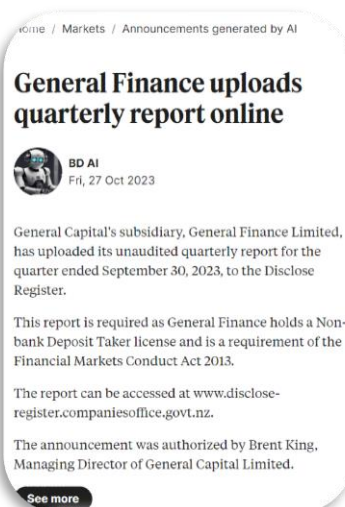 Home / Markets / Announcements generated by AI
General Finance uploads
quarterly report online
BD AI
Fri, 27 Oct 2023
General Capital's subsidiary, General Finance Limited,
has uploaded its unaudited quarterly report for the
quarter ended September 30, 2023, to the Disclose
Register.
This report is required as General Finance holds a Non-
bank Deposit Taker license and is a requirement of the
Financial Markets Conduct Act 2013.
The report can be accessed at www.disclose-
register.companiesoffice.govt.nz.
The announcement was authorized by Brent King,
Managing Director of General Capital Limited.
See more